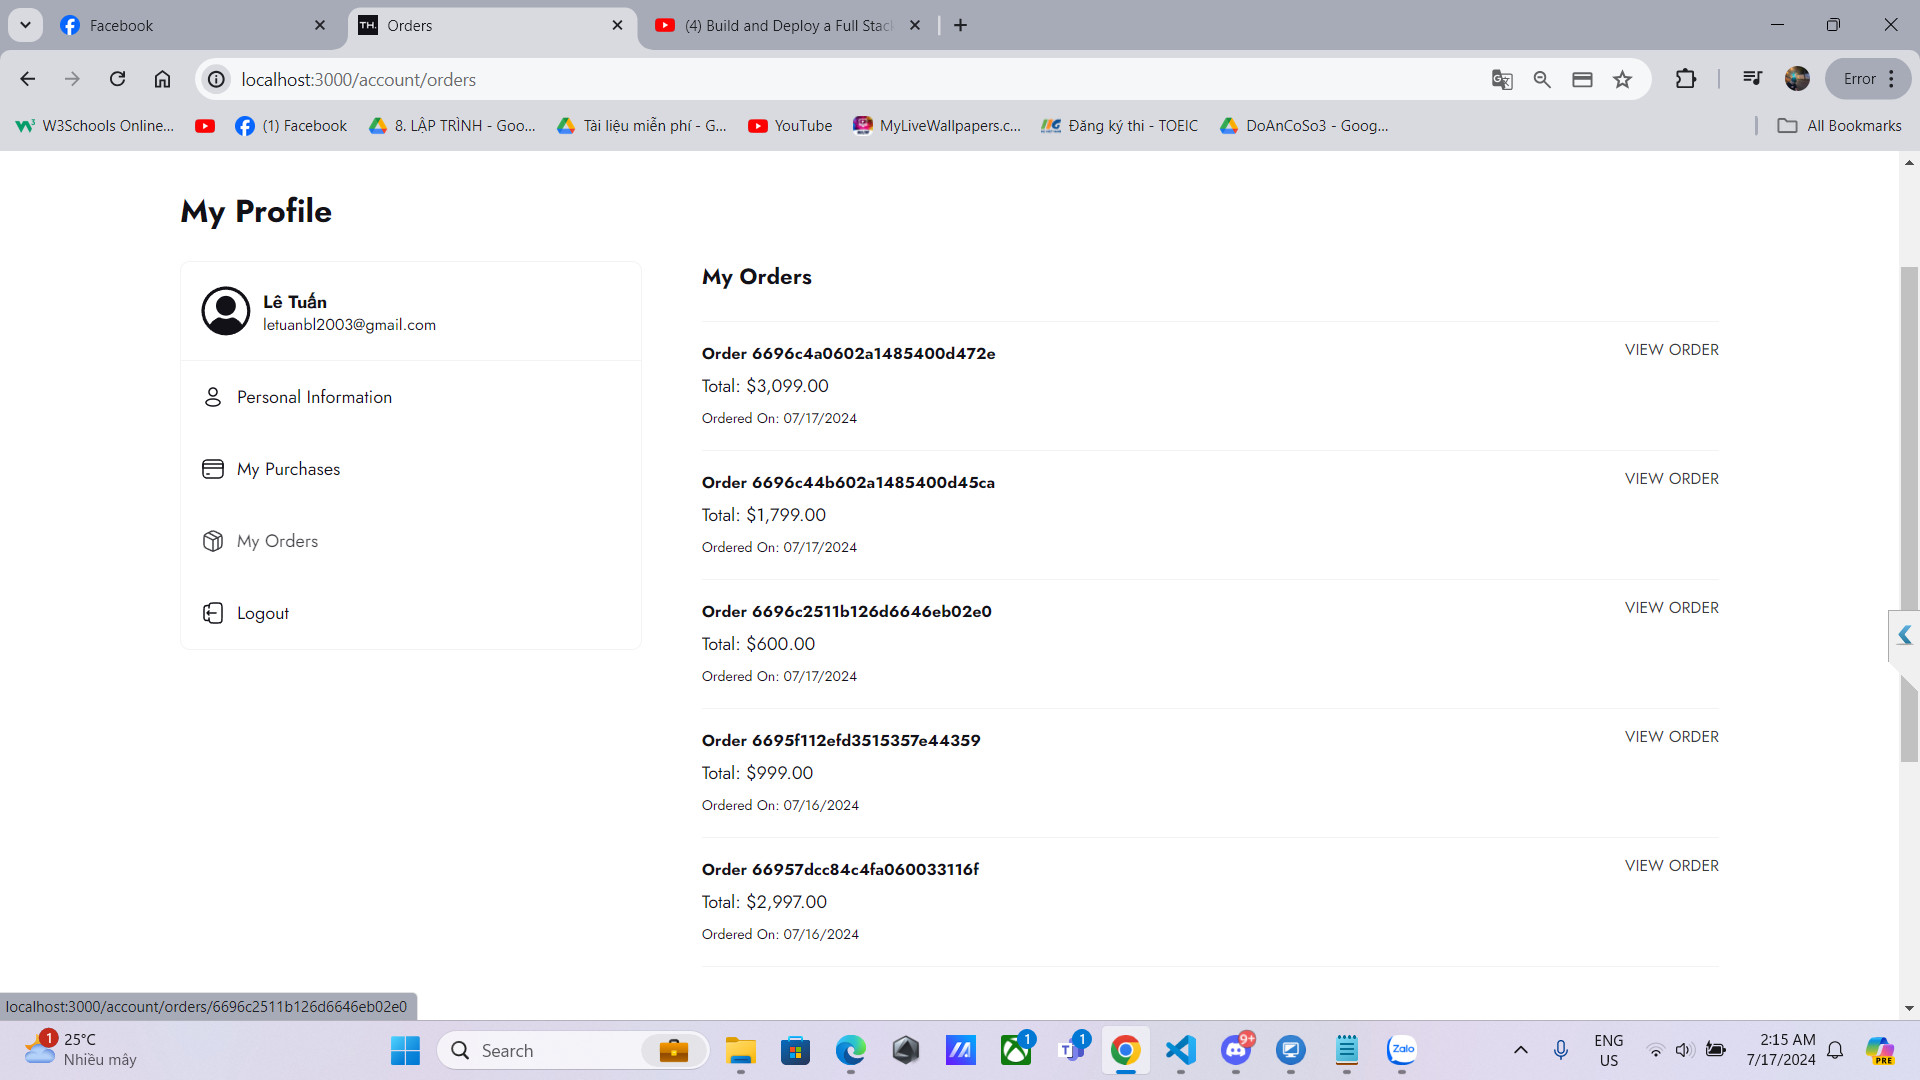 Facebook
TH.
Orders
(4) Build and Deploy a Full Stac
localhost:3000/account/orders
Error
W3Schools Online...
(1) Facebook
8. LẬP TRÌNH - Goo...
Tài liệu miễn phí - G...
YouTube
MyLiveWallpapers.c...
Đăng ký thi - TOEIC
DoAnCoSo3 - Goog...
All Bookmarks
My Profile
Lê Tuấn
letuanbl2003@gmail.com
Personal Information
My Purchases
My Orders
Logout
My Orders
Order 6696c4a0602a1485400d472e
VIEW ORDER
Total: $3,099.00
Ordered On: 07/17/2024
Order 6696c44b602a1485400d45ca
VIEW ORDER
Total: $1,799.00
Ordered On: 07/17/2024
Order 6696c2511b126d6646eb02e0
VIEW ORDER
Total: $600.00
Ordered On: 07/17/2024
Order 6695f112efd3515357e44359
VIEW ORDER
Total: $999.00
Ordered On: 07/16/2024
Order 66957dcc84c4fa060033116f
VIEW ORDER
Total: $2,997.00
Ordered On: 07/16/2024
localhost:3000/account/orders/6696c2511b126d6646eb02e0
1
25°C
Nhiều mây
Search
1
1
9+
Zalo
ENG
US
2:15 AM
7/17/2024
PRE